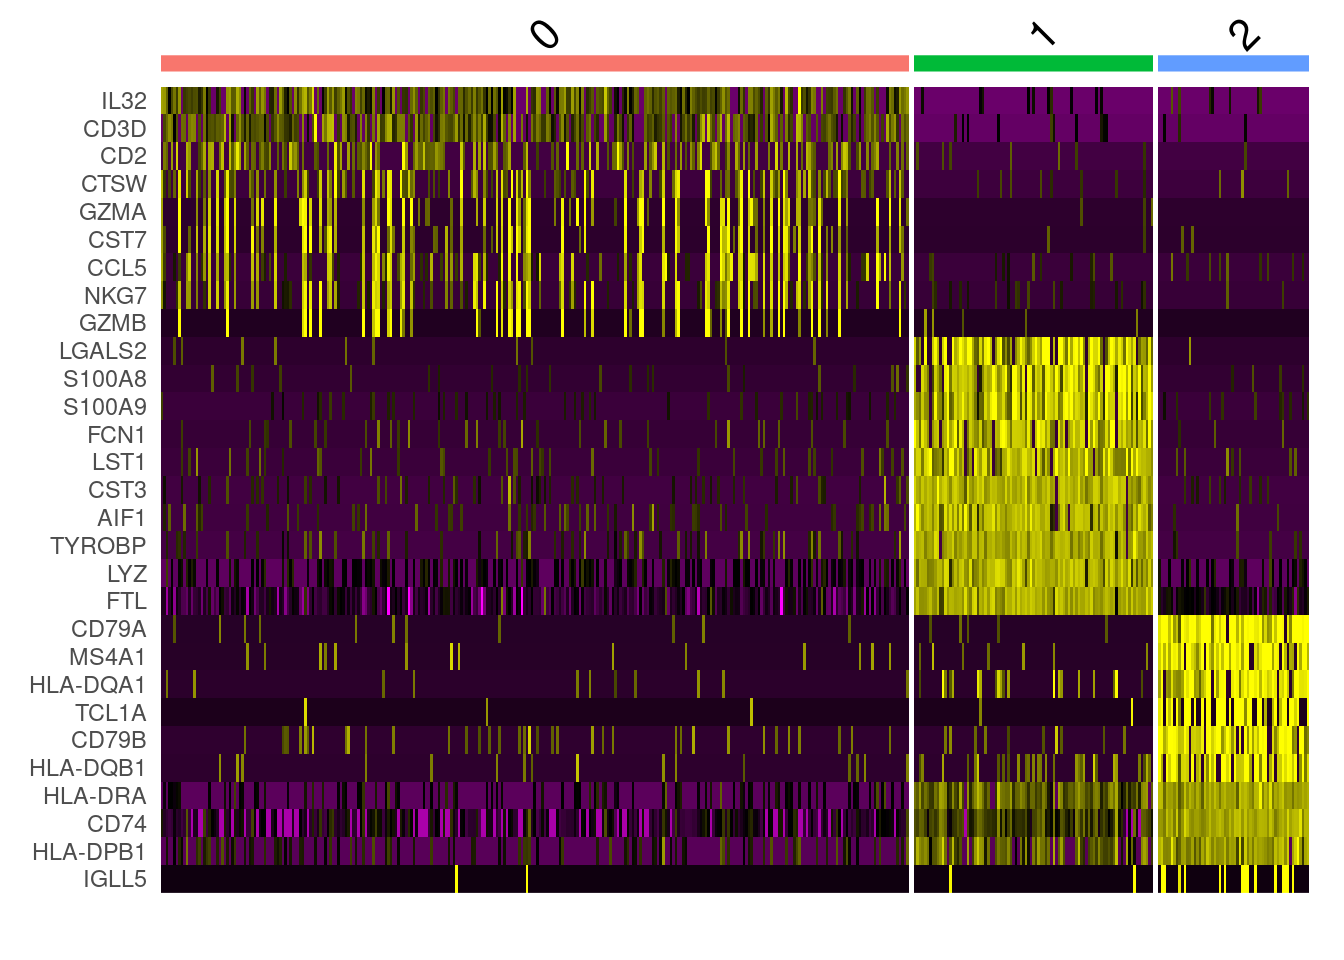 0
1
2
IL32
CD3D
CD2
CTSW
GZMA
CST7
CCL5
NKG7
GZMB
LGALS2
S100A8
S100A9
FCN1
LST1
CST3
AIF1
TYROBP
LYZ
FTL
CD79A
MS4A1
HLA-DQA1
TCL1A
CD79B
HLA-DQB1
HLA-DRA
CD74
HLA-DPB1
IGLL5